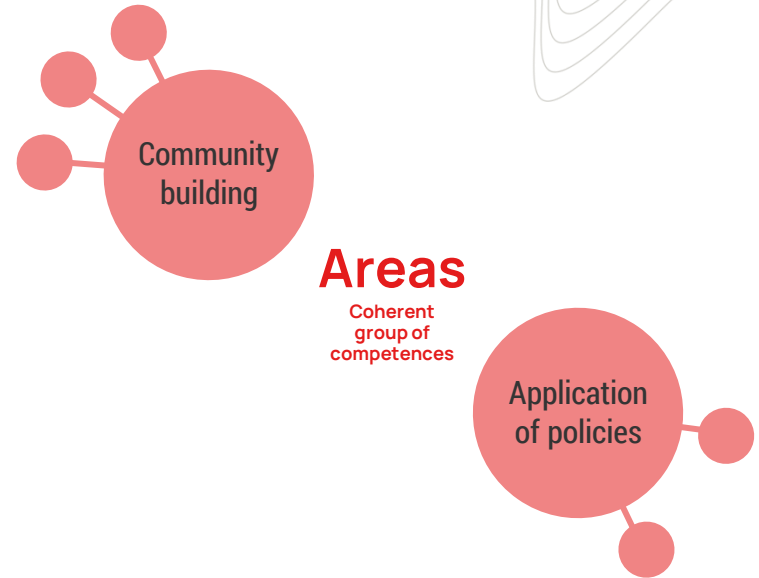 Community
building
Areas
Coherent
group of
competences
Application
of policies